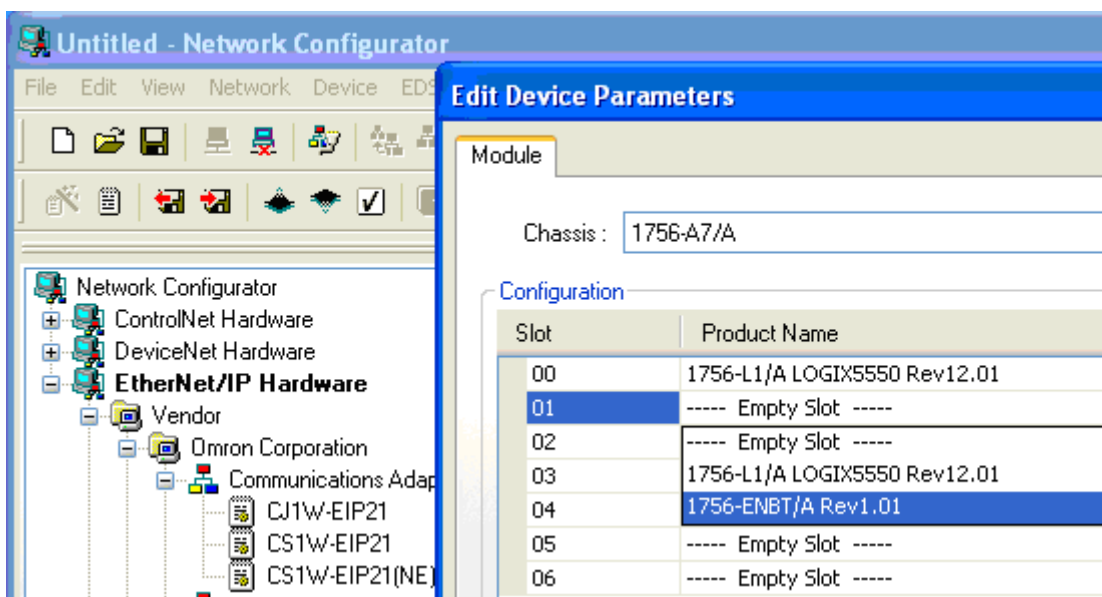 Untitled - Network Configurator
File Edit View Network Device EDS
Edit Device Parameters
Module
Chassis : 1756-A7/A
Network Configurator
ControlNet Hardware
DeviceNet Hardware
EtherNet/IP Hardware
Vendor
Omron Corporation
Communications Adap
CJ1W-EIP21
CS1W-EIP21
CS1W-EIP21(NE)
Configuration
Slot Product Name
00 1756-L1/A LOGIX5550 Rev12.01
01 ----- Empty Slot -----
02 ----- Empty Slot -----
03 1756-L1/A LOGIX5550 Rev12.01
04 1756-ENBT/A Rev1.01
05 ----- Empty Slot -----
06 ----- Empty Slot -----